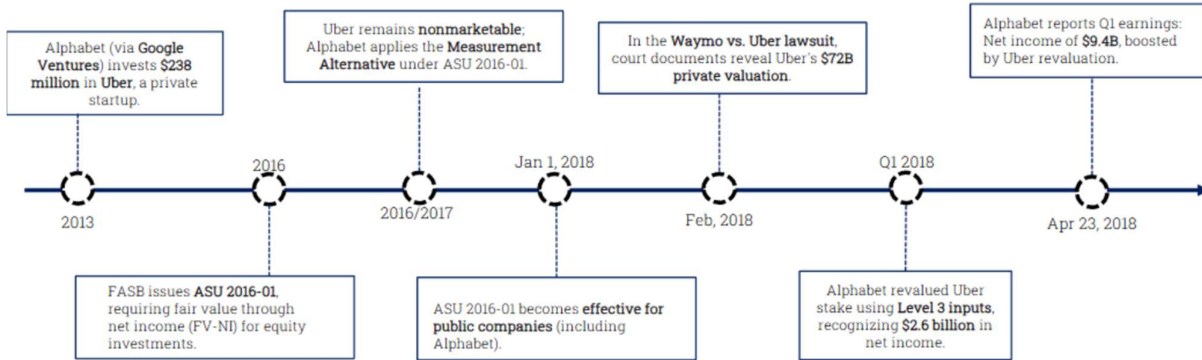 Alphabet (via Google
Ventures) invests $238
million in Uber, a private
startup.
2013
2016
FASB issues ASU 2016-01,
requiring fair value through
net income (FV-NI) for equity
investments.
Uber remains nonmarketable;
Alphabet applies the Measurement
Alternative under ASU 2016-01.
2016/2017
Jan 1, 2018
ASU 2016-01 becomes effective for
public companies (including
Alphabet).
In the Waymo vs. Uber lawsuit,
court documents reveal Uber's $72B
private valuation.
Feb, 2018
Q1 2018
Alphabet revalued Uber
stake using Level 3 inputs,
recognizing $2.6 billion in
net income.
Alphabet reports Q1 earnings:
Net income of $9.4B, boosted
by Uber revaluation.
Apr 23, 2018